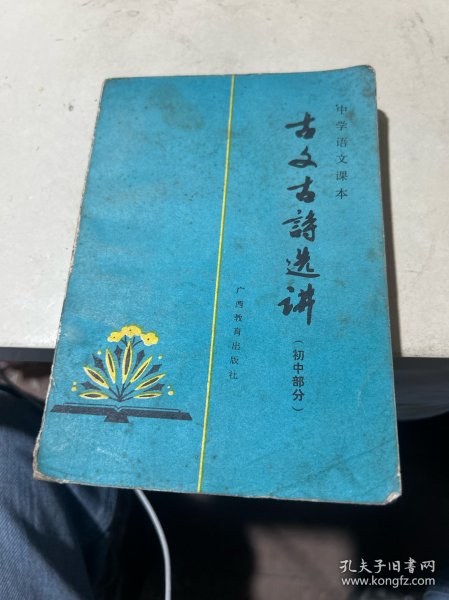 中学语文课本
古文古詩选讲
(初中部分)
广西教育出版社
孔夫子旧书网
www.kongfz.com